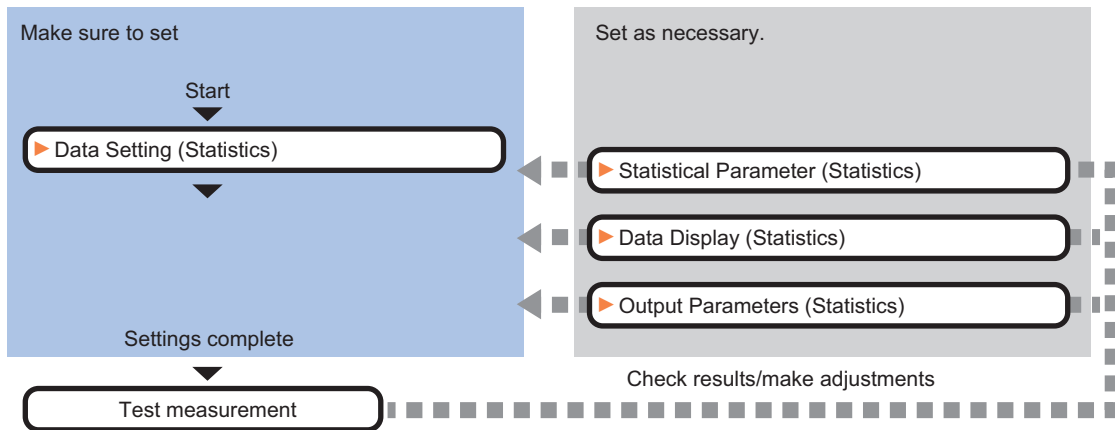 Make sure to set
Start
Data Setting (Statistics)
Settings complete
Test measurement
Set as necessary.
Statistical Parameter (Statistics)
Data Display (Statistics)
Output Parameters (Statistics)
Check results/make adjustments